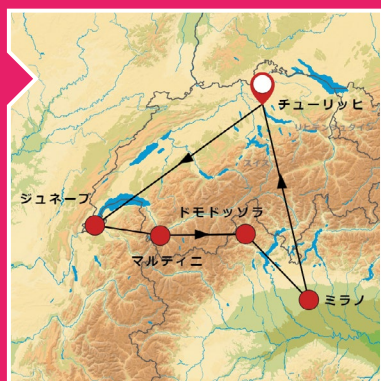 チューリッヒ
ジュネーブ
ドモドッソラ
マルティニ
ミラノ